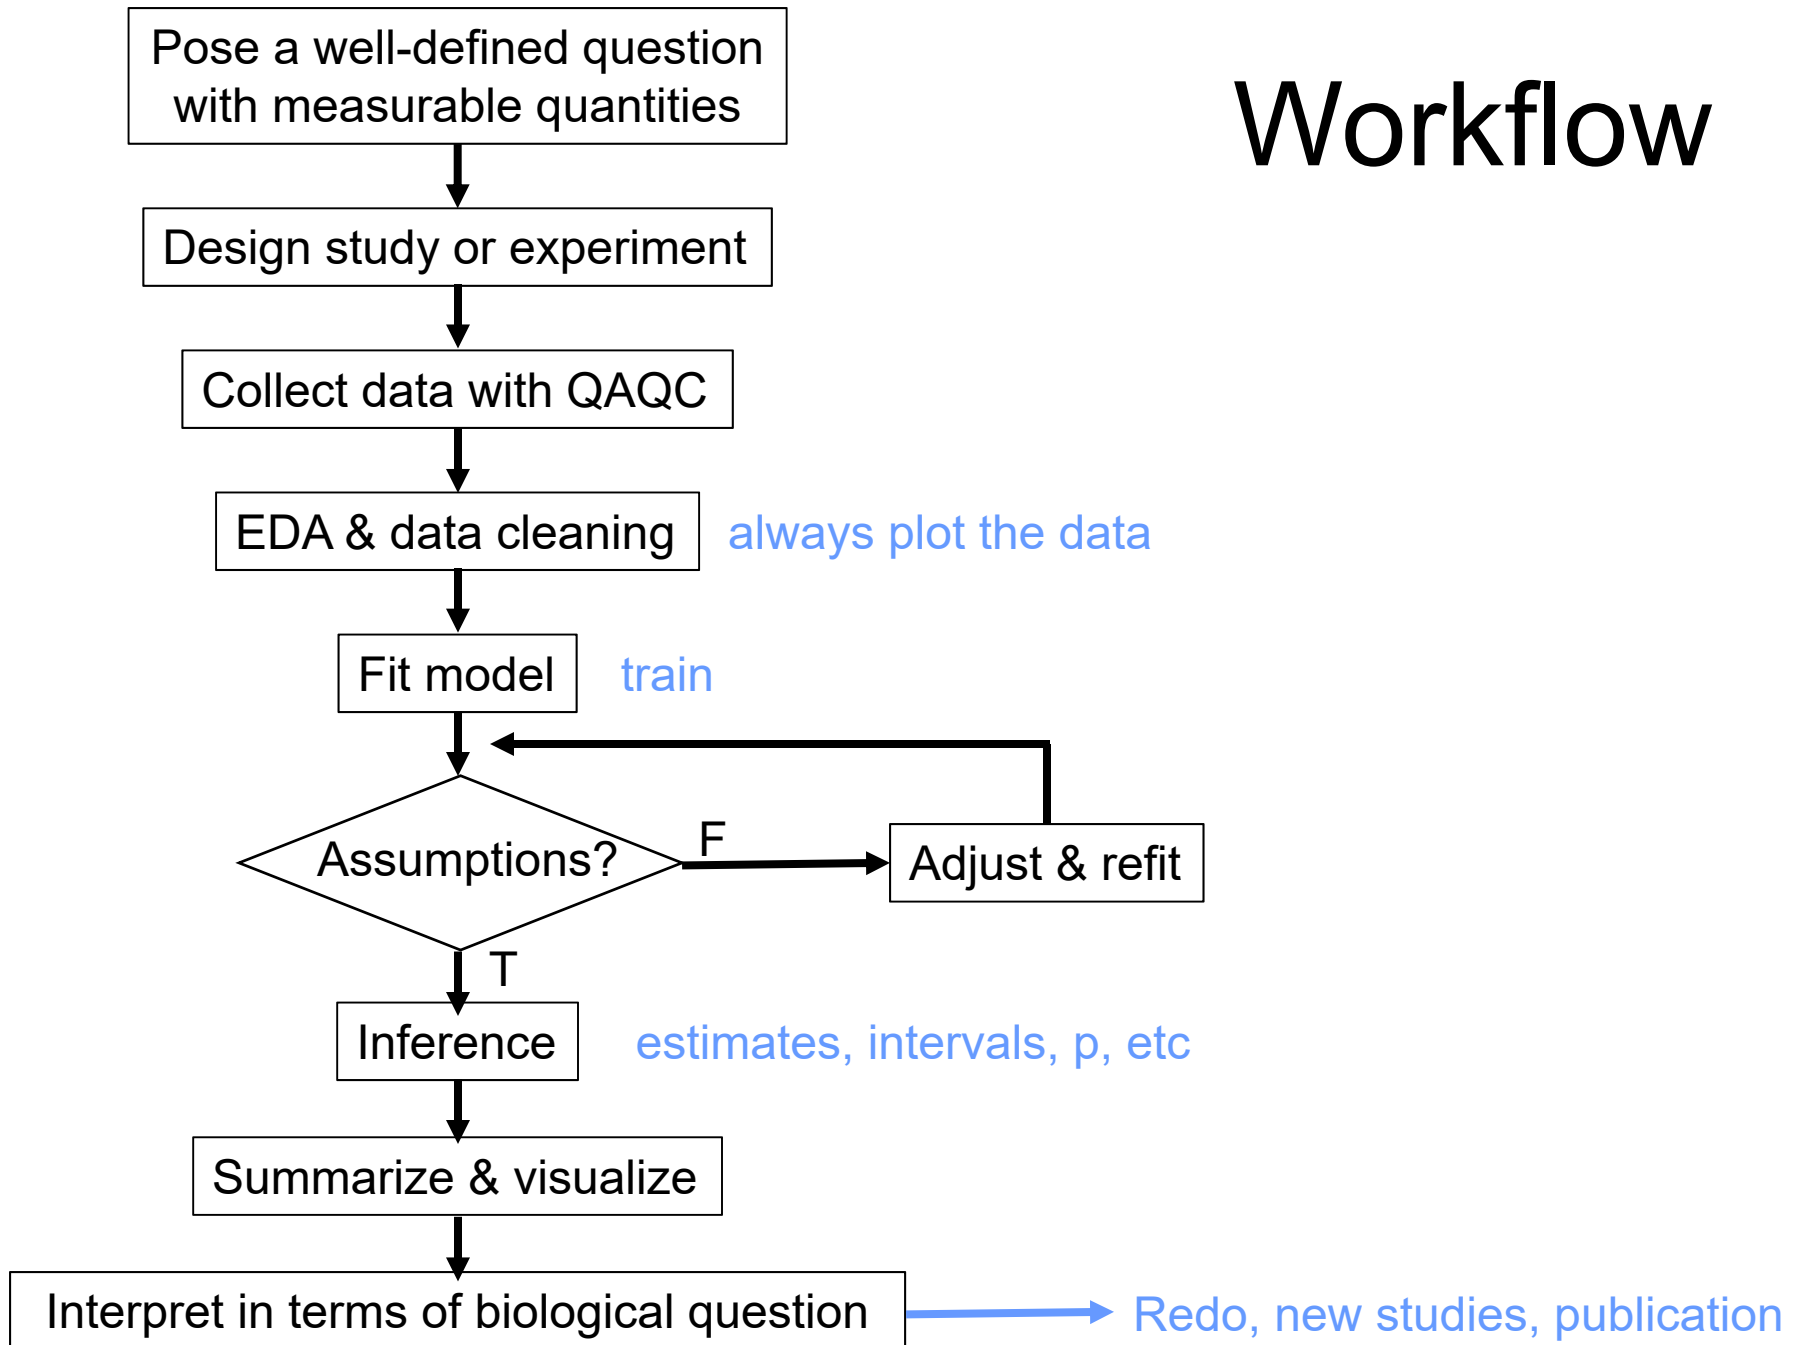 Pose a well-defined question
with measurable quantities
Workflow
Design study or experiment
Collect data with QAQC
EDA & data cleaning
always plot the data
Fit model
train
Assumptions?
F
Adjust & refit
T
Inference
estimates, intervals, p, etc
Summarize & visualize
Interpret in terms of biological question
Redo, new studies, publication